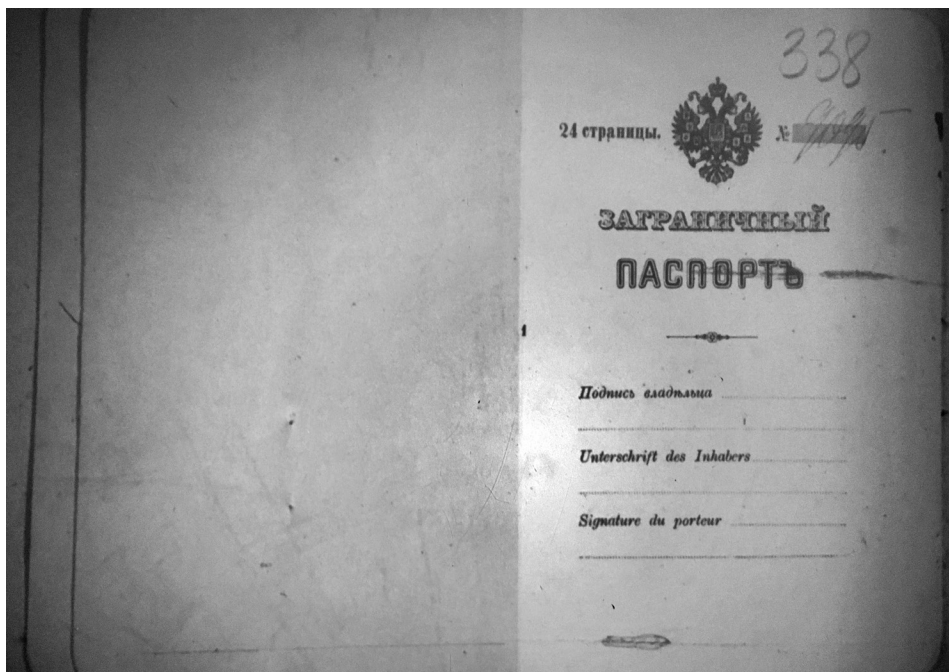 338
24 страницы. №
ЗАГРАНИЧНЫЙ
ПАСПОРТЪ
Подпись владѣльца
Unterschrift des Inhabers
Signature du porteur